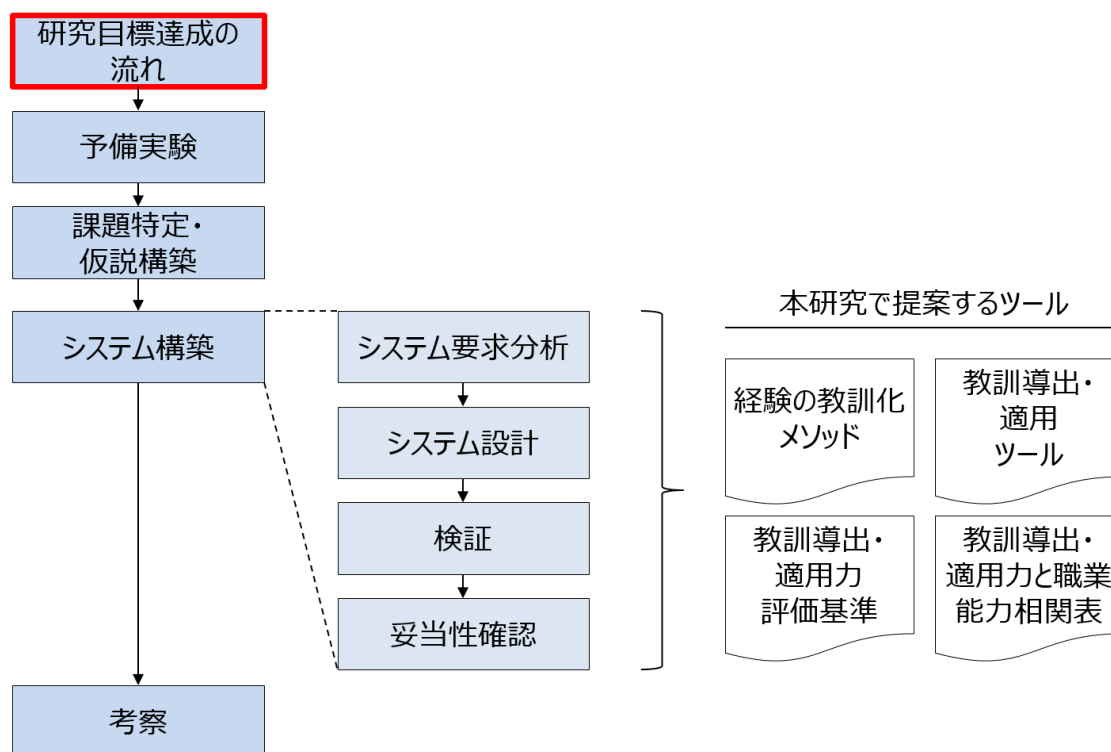 研究目標達成の
流れ
予備実験
課題特定・
仮説構築
システム構築
考察
システム要求分析
システム設計
検証
妥当性確認
本研究で提案するツール
経験の教訓化
メソッド
教訓導出・
適用
ツール
教訓導出・
適用力
評価基準
教訓導出・
適用力と職業
能力相関表